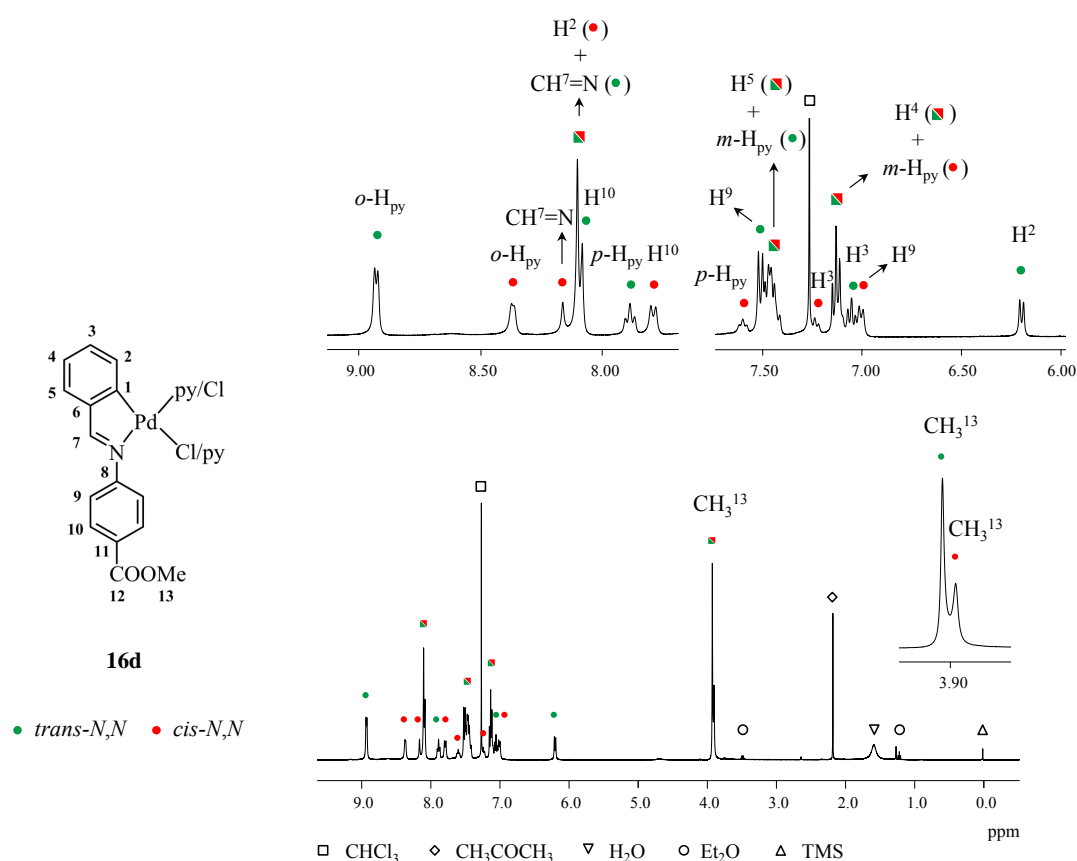 H² (●)
+
CH⁷=N (●)
H⁵ (◪)
+
m-Hpy (●)
H⁴ (◪)
+
m-Hpy (●)
o-Hpy
o-Hpy
CH⁷=N
H¹⁰
p-Hpy
H¹⁰
H⁹
p-Hpy
H³
H³
H⁹
H²
9.00 8.50 8.00
7.50 7.00 6.50 6.00
3
4
2
5
1
6
7
py/Cl
Pd
Cl/py
N
8
9
10
11
COOMe
12 13
16d
● trans-N,N ● cis-N,N
CH₃¹³
CH₃¹³
CH₃¹³
3.90
9.0 8.0 7.0 6.0 5.0 4.0 3.0 2.0 1.0 0.0
ppm
□ CHCl₃ ◇ CH₃COCH₃ ▽ H₂O ○ Et₂O △ TMS